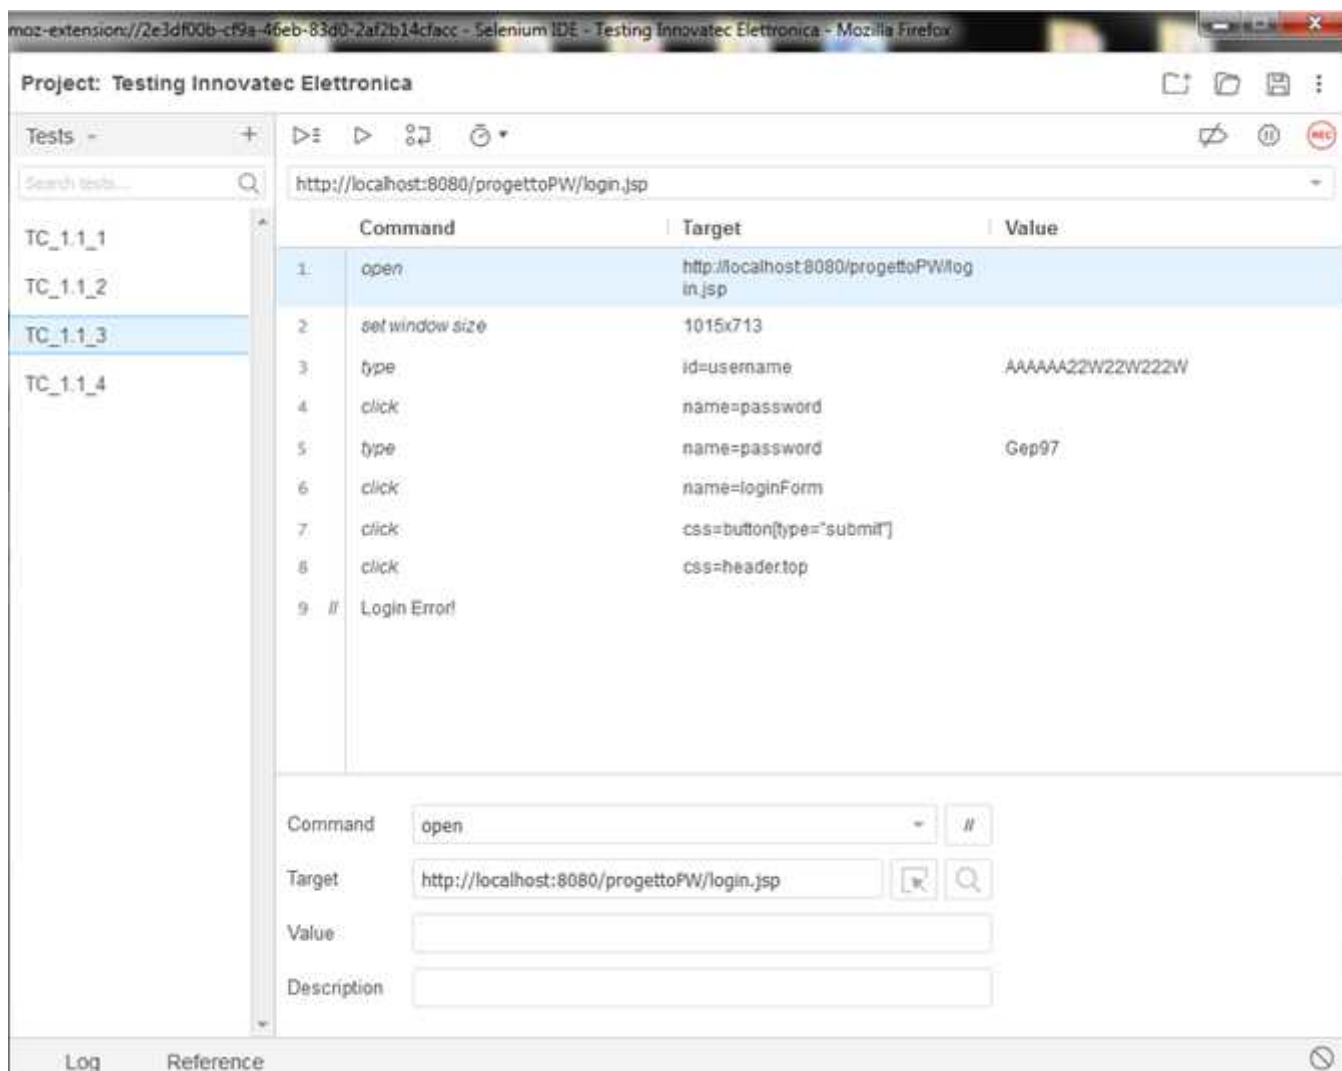 moz-extension://2e3df00b-cf9a-46eb-83d0-2af2b14cfacc - Selenium IDE - Testing Innovatec Elettronica - Mozilla Firefox
Project: Testing Innovatec Elettronica
Tests +
Search tests...
http://localhost:8080/progettoPW/login.jsp
TC_1.1_1
TC_1.1_2
TC_1.1_3
TC_1.1_4
Command Target Value
1. open http://localhost:8080/progettoPW/log
in.jsp
2 set window size 1015x713
3 type id=username AAAAAA22W22W222W
4 click name=password
5 type name=password Gep97
6 click name=loginForm
7 click css=button[type="submit"]
8 click css=header.top
9 // Login Error!
REC
Command open //
Target http://localhost:8080/progettoPW/login.jsp
Value
Description
Log Reference